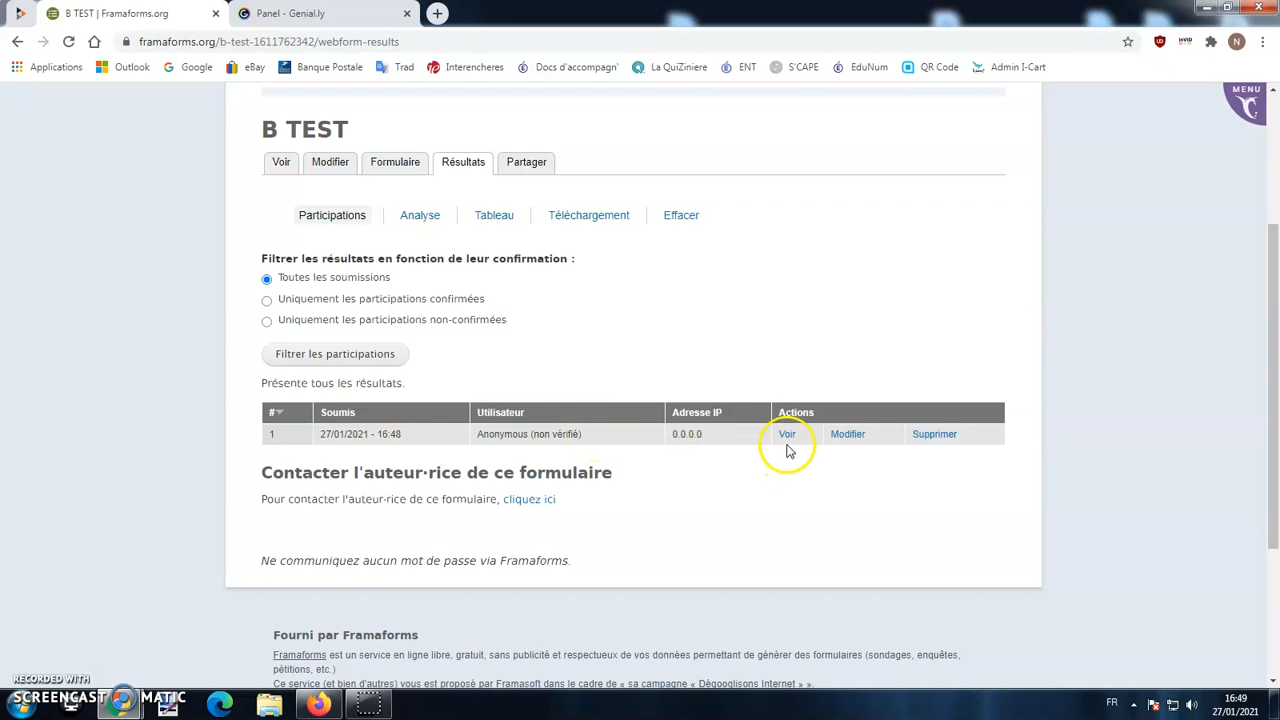 B TEST | Framaforms.org
Panel - Genial.ly
framaforms.org/b-test-1611762342/webform-results
Applications
Outlook
Google
eBay
Banque Postale
Trad
Interencheres
Docs d'accompagn'
La QuiZiniere
ENT
S'CAPE
EduNum
QR Code
Admin I-Cart
MENU
B TEST
Voir
Modifier
Formulaire
Résultats
Partager
Participations
Analyse
Tableau
Téléchargement
Effacer
Filtrer les résultats en fonction de leur confirmation :
Toutes les soumissions
Uniquement les participations confirmées
Uniquement les participations non-confirmées
Filtrer les participations
Présente tous les résultats.
# Soumis Utilisateur Adresse IP Actions
1 27/01/2021 - 16:48 Anonymous (non vérifié) 0.0.0.0 Voir Modifier Supprimer
Contacter l'auteur·rice de ce formulaire
Pour contacter l'auteur·rice de ce formulaire, cliquez ici
Ne communiquez aucun mot de passe via Framaforms.
Fourni par Framaforms
Framaforms est un service en ligne libre, gratuit, sans publicité et respectueux de vos données permettant de générer des formulaires (sondages, enquêtes,
pétitions, etc.)
Ce service (et bien d'autres) vous est proposé par Framasoft dans le cadre de « sa campagne « Dégooglisons Internet » ».
RECORDED WITH
SCREENCAST MATIC
FR
16:49
27/01/2021